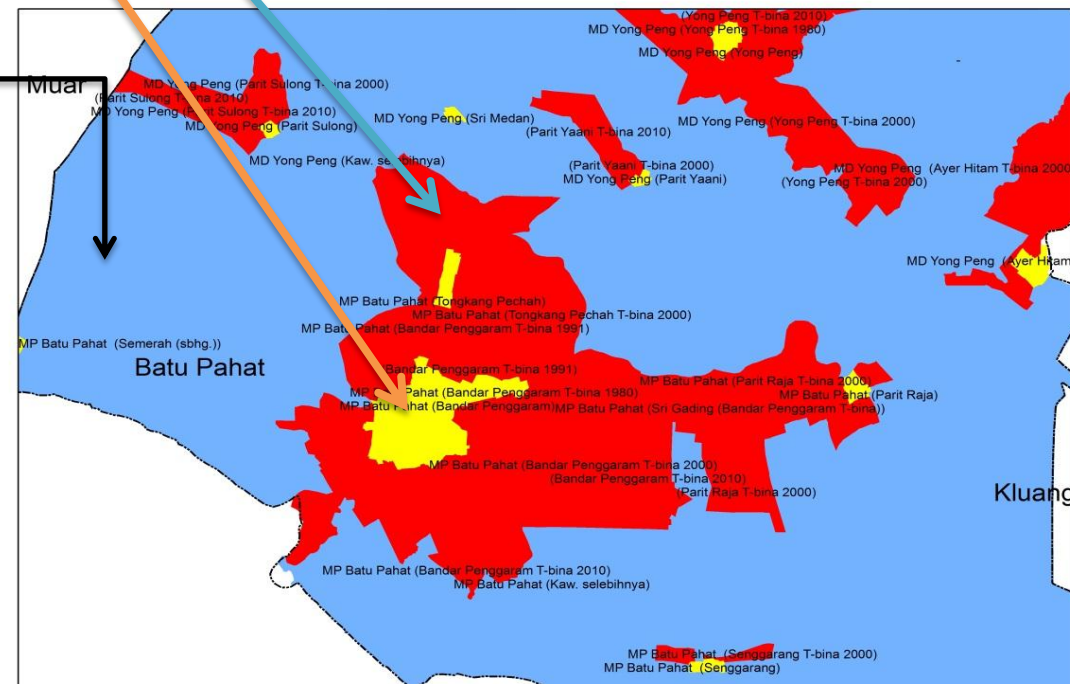 (Yong Peng T-bina 2010)
MD Yong Peng (Yong Peng T-bina 1980)
MD Yong Peng (Yong Peng)
Muar
MD Yong Peng (Parit Sulong T-bina 2000)
(Parit Sulong T-bina 2010)
MD Yong Peng (Parit Sulong T-bina 2010)
MD Yong Peng (Parit Sulong)
MD Yong Peng (Sri Medan)
(Parit Yaani T-bina 2010)
MD Yong Peng (Yong Peng T-bina 2000)
MD Yong Peng (Kaw. selebihnya)
(Parit Yaani T-bina 2000)
MD Yong Peng (Parit Yaani)
MD Yong Peng (Ayer Hitam T-bina 2000
(Yong Peng T-bina 2000)
MD Yong Peng (Ayer Hitam
MP Batu Pahat (Tongkang Pechah)
MP Batu Pahat (Tongkang Pechah T-bina 2000)
MP Batu Pahat (Bandar Penggaram T-bina 1991)
MP Batu Pahat (Semerah (sbhg.))
Batu Pahat
Bandar Penggaram T-bina 1991)
MP Batu Pahat (Parit Raja T-bina 2000)
MP Batu Pahat (Bandar Penggaram T-bina 1980)
MP Batu Pahat (Parit Raja)
MP Batu Pahat (Bandar Penggaram)
MP Batu Pahat (Sri Gading (Bandar Penggaram T-bina))
MP Batu Pahat (Bandar Penggaram T-bina 2000)
(Bandar Penggaram T-bina 2010)
(Parit Raja T-bina 2000)
Kluang
MP Batu Pahat (Bandar Penggaram T-bina 2010)
MP Batu Pahat (Kaw. selebihnya)
MP Batu Pahat (Senggarang T-bina 2000)
MP Batu Pahat (Senggarang)